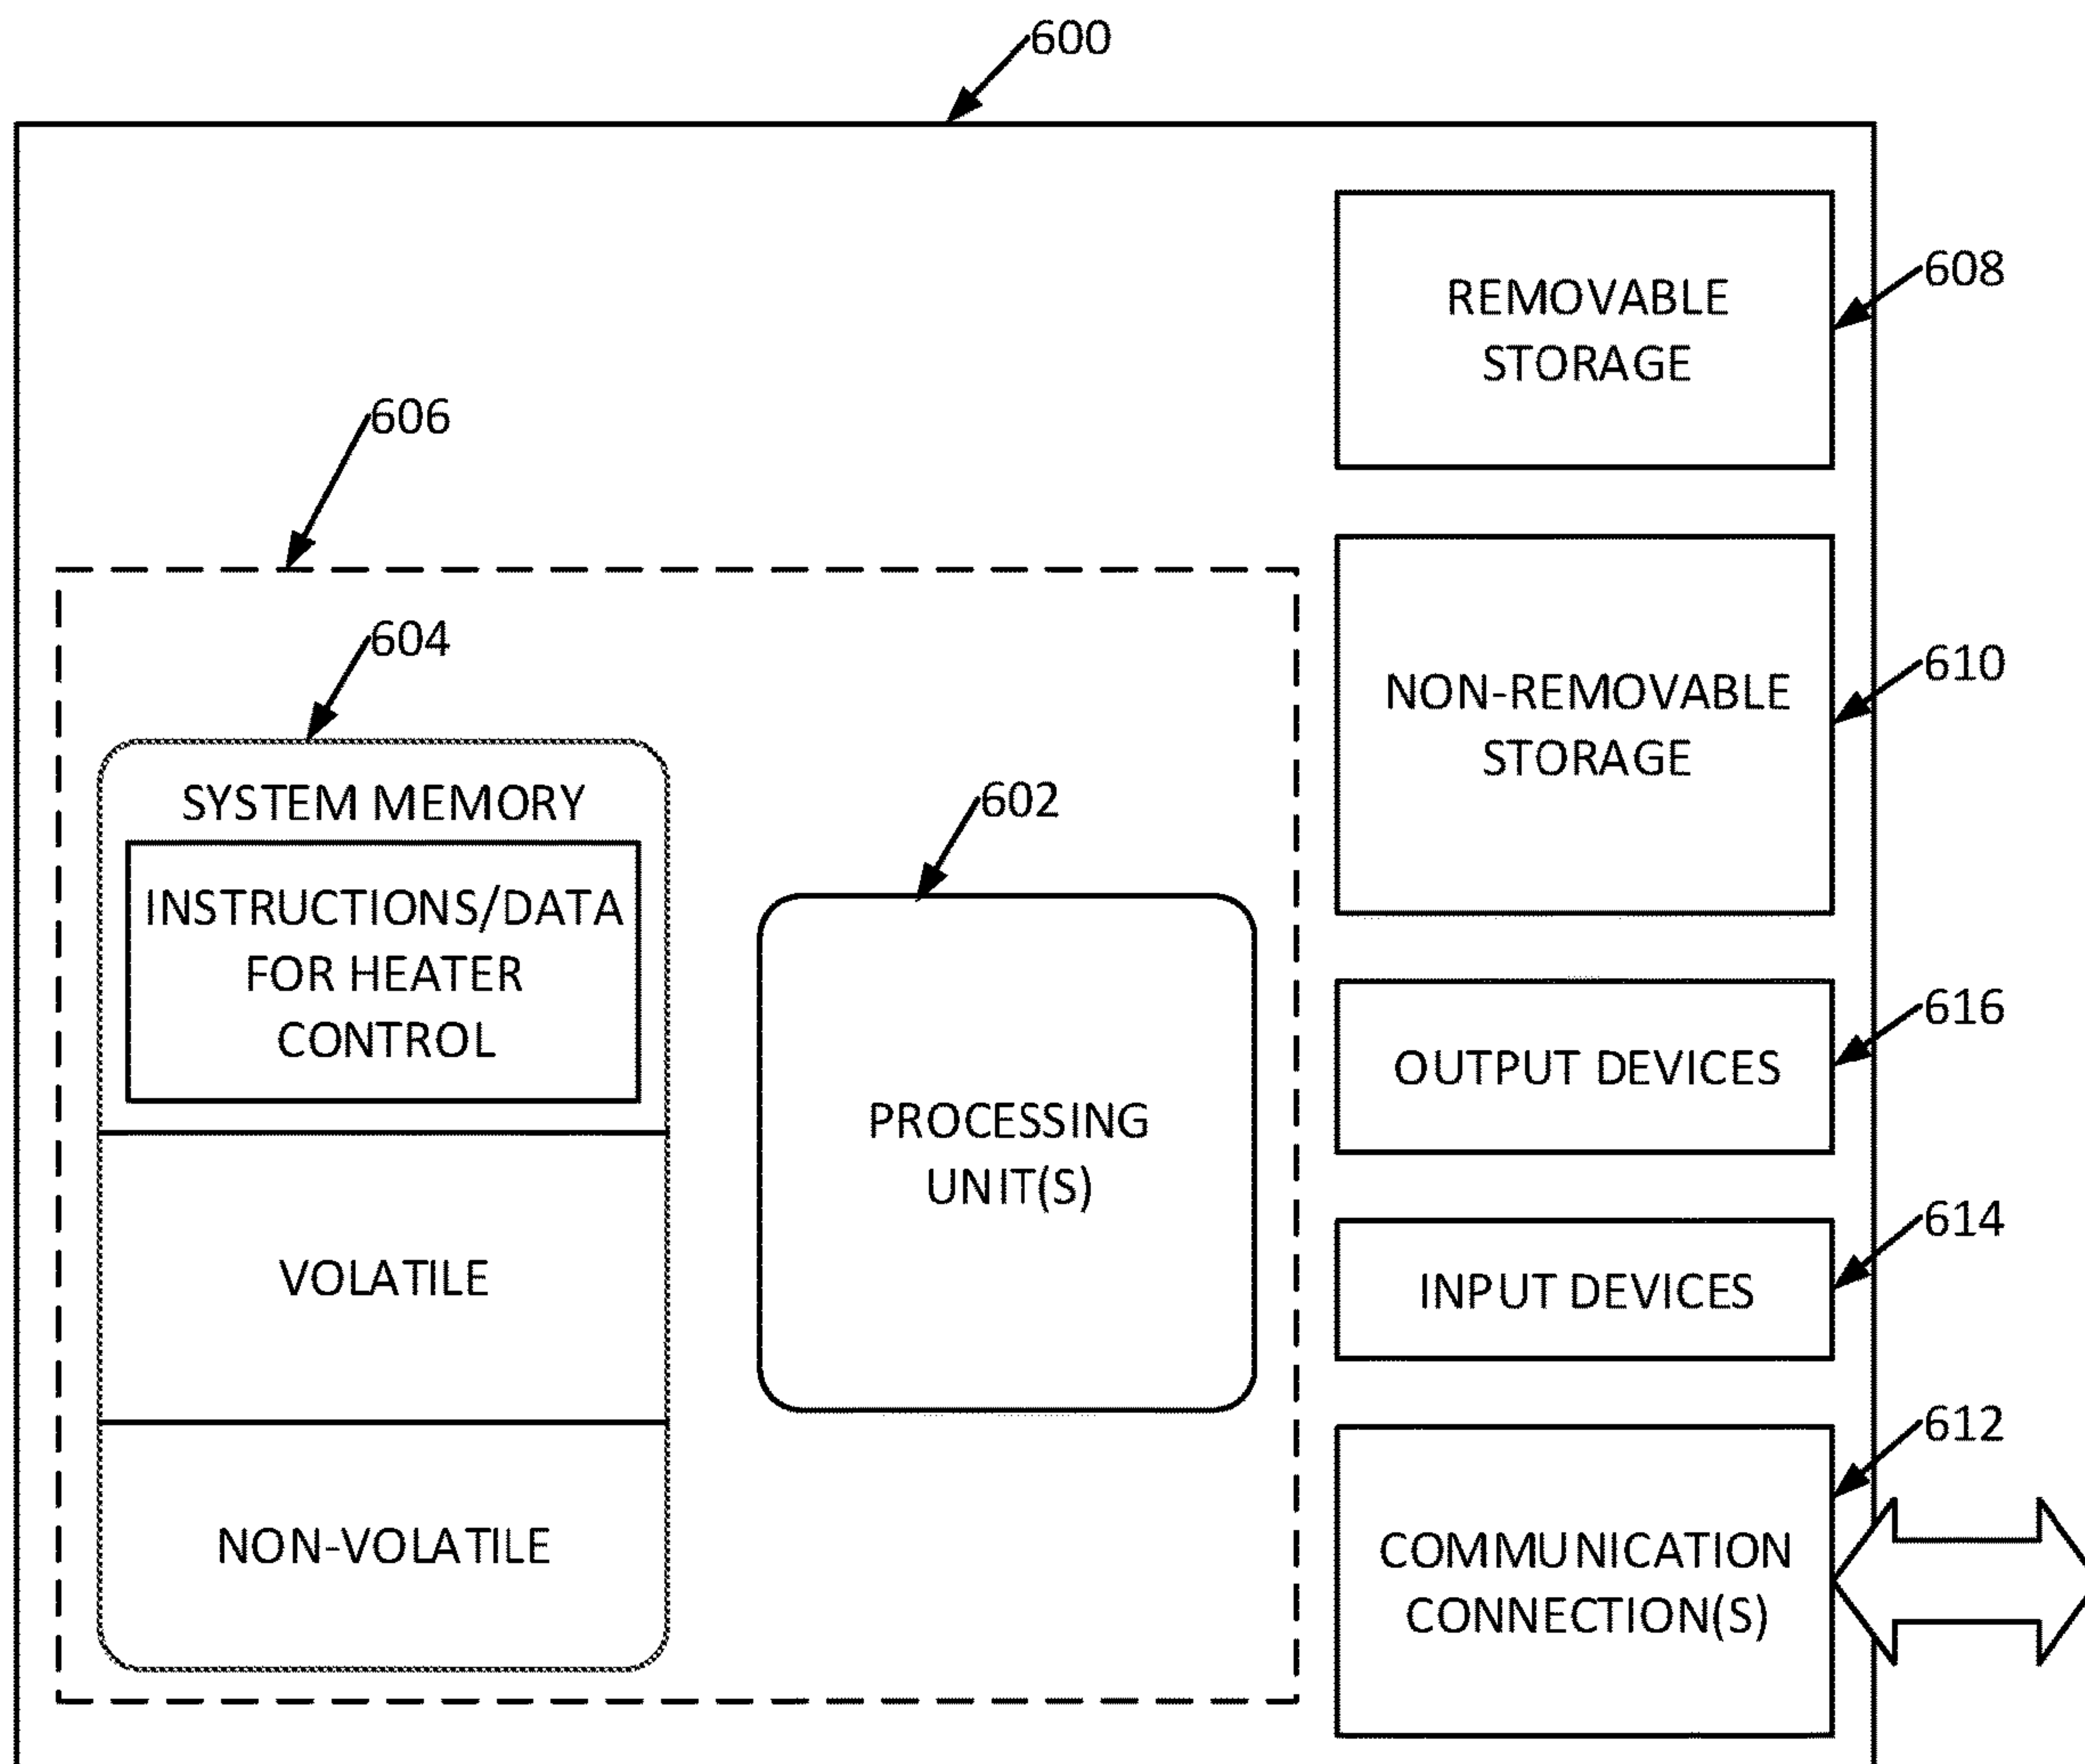 600
REMOVABLE
STORAGE
608
606
NON-REMOVABLE
STORAGE
610
604
SYSTEM MEMORY
INSTRUCTIONS/DATA
FOR HEATER
CONTROL
VOLATILE
NON-VOLATILE
602
PROCESSING
UNIT(S)
OUTPUT DEVICES
616
INPUT DEVICES
614
COMMUNICATION
CONNECTION(S)
612